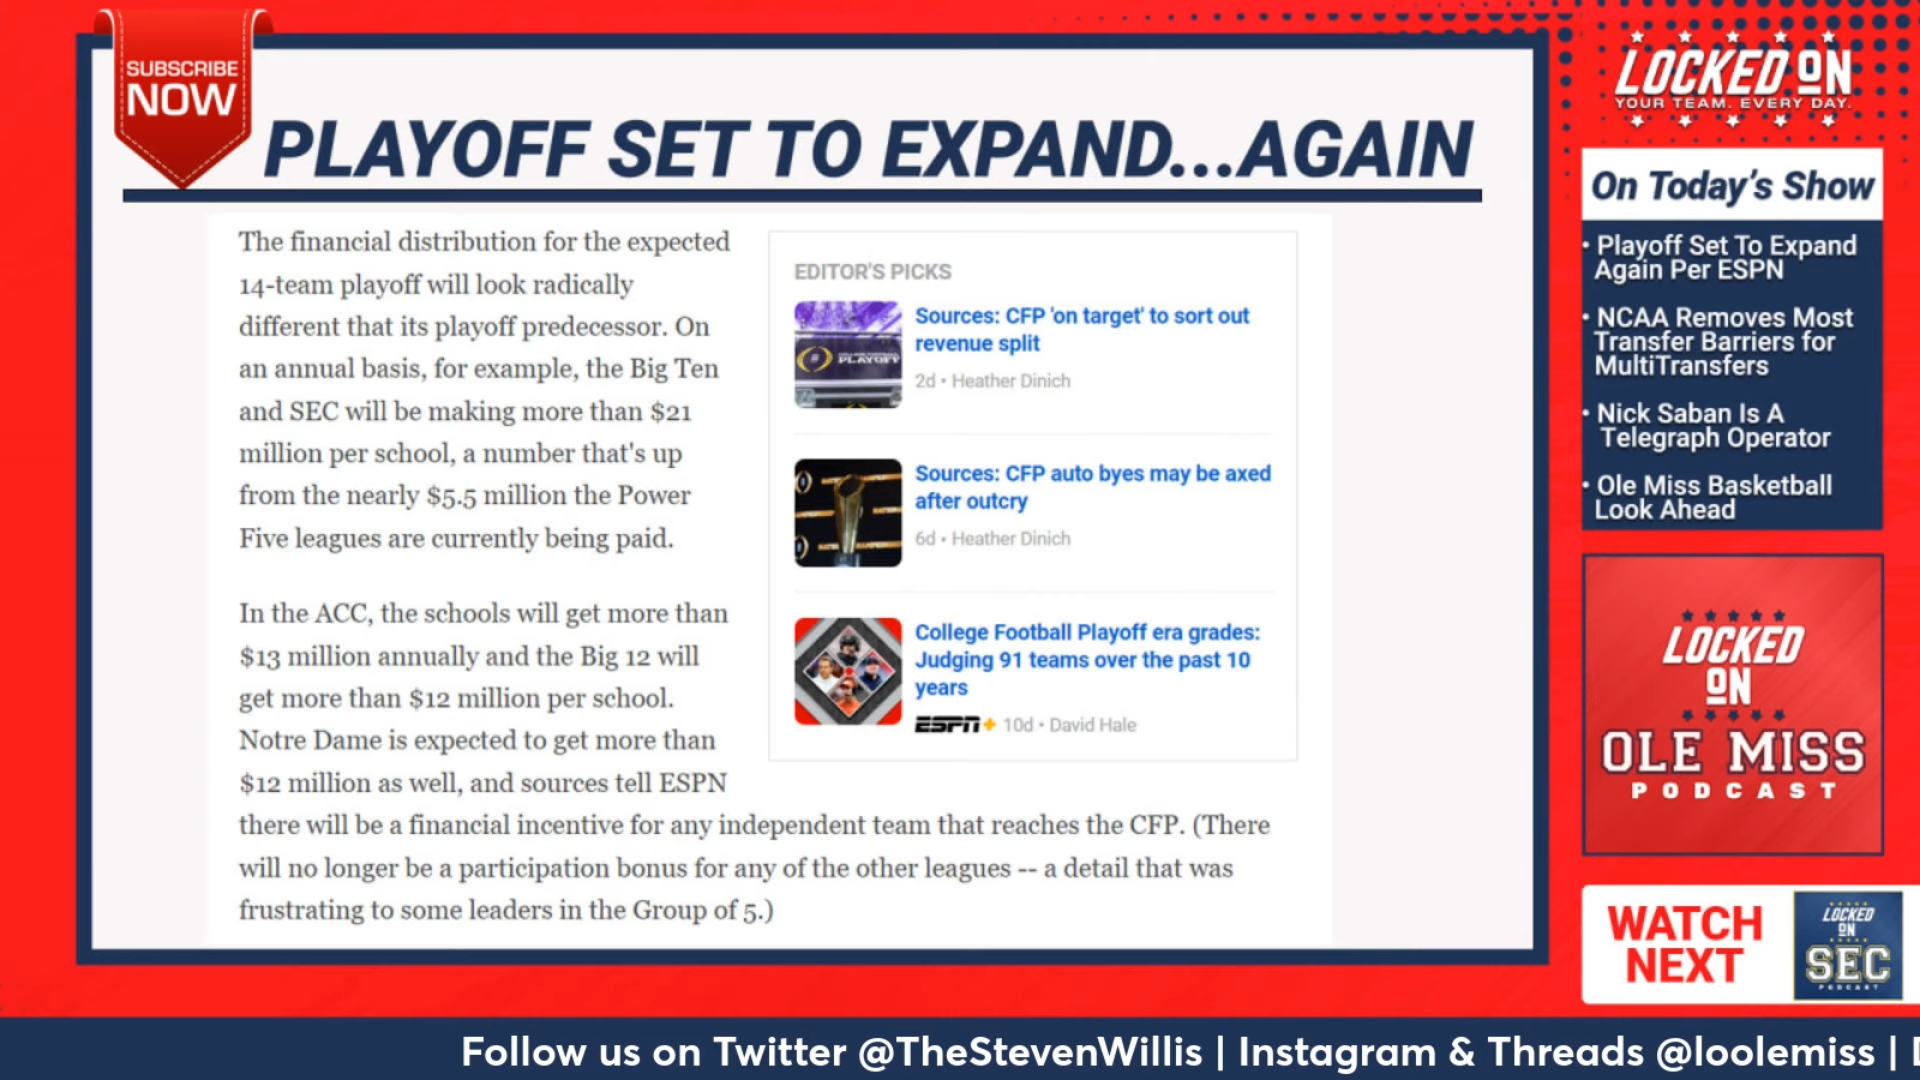 SUBSCRIBE
NOW
PLAYOFF SET TO EXPAND...AGAIN
The financial distribution for the expected
14-team playoff will look radically
different that its playoff predecessor. On
an annual basis, for example, the Big Ten
and SEC will be making more than $21
million per school, a number that's up
from the nearly $5.5 million the Power
Five leagues are currently being paid.
In the ACC, the schools will get more than
$13 million annually and the Big 12 will
get more than $12 million per school.
Notre Dame is expected to get more than
$12 million as well, and sources tell ESPN
there will be a financial incentive for any independent team that reaches the CFP. (There
will no longer be a participation bonus for any of the other leagues -- a detail that was
frustrating to some leaders in the Group of 5.)
EDITOR'S PICKS
Sources: CFP 'on target' to sort out
revenue split
2d • Heather Dinich
PLAYOFF
Sources: CFP auto byes may be axed
after outcry
6d • Heather Dinich
College Football Playoff era grades:
Judging 91 teams over the past 10
years
ESPN+ 10d • David Hale
LOCKED ON
YOUR TEAM. EVERY DAY.
On Today's Show
• Playoff Set To Expand
Again Per ESPN
• NCAA Removes Most
Transfer Barriers for
MultiTransfers
• Nick Saban Is A
Telegraph Operator
• Ole Miss Basketball
Look Ahead
LOCKED
ON
OLE MISS
PODCAST
WATCH
NEXT
LOCKED
ON
SEC
PODCAST
Follow us on Twitter @TheStevenWillis | Instagram & Threads @loolemiss |